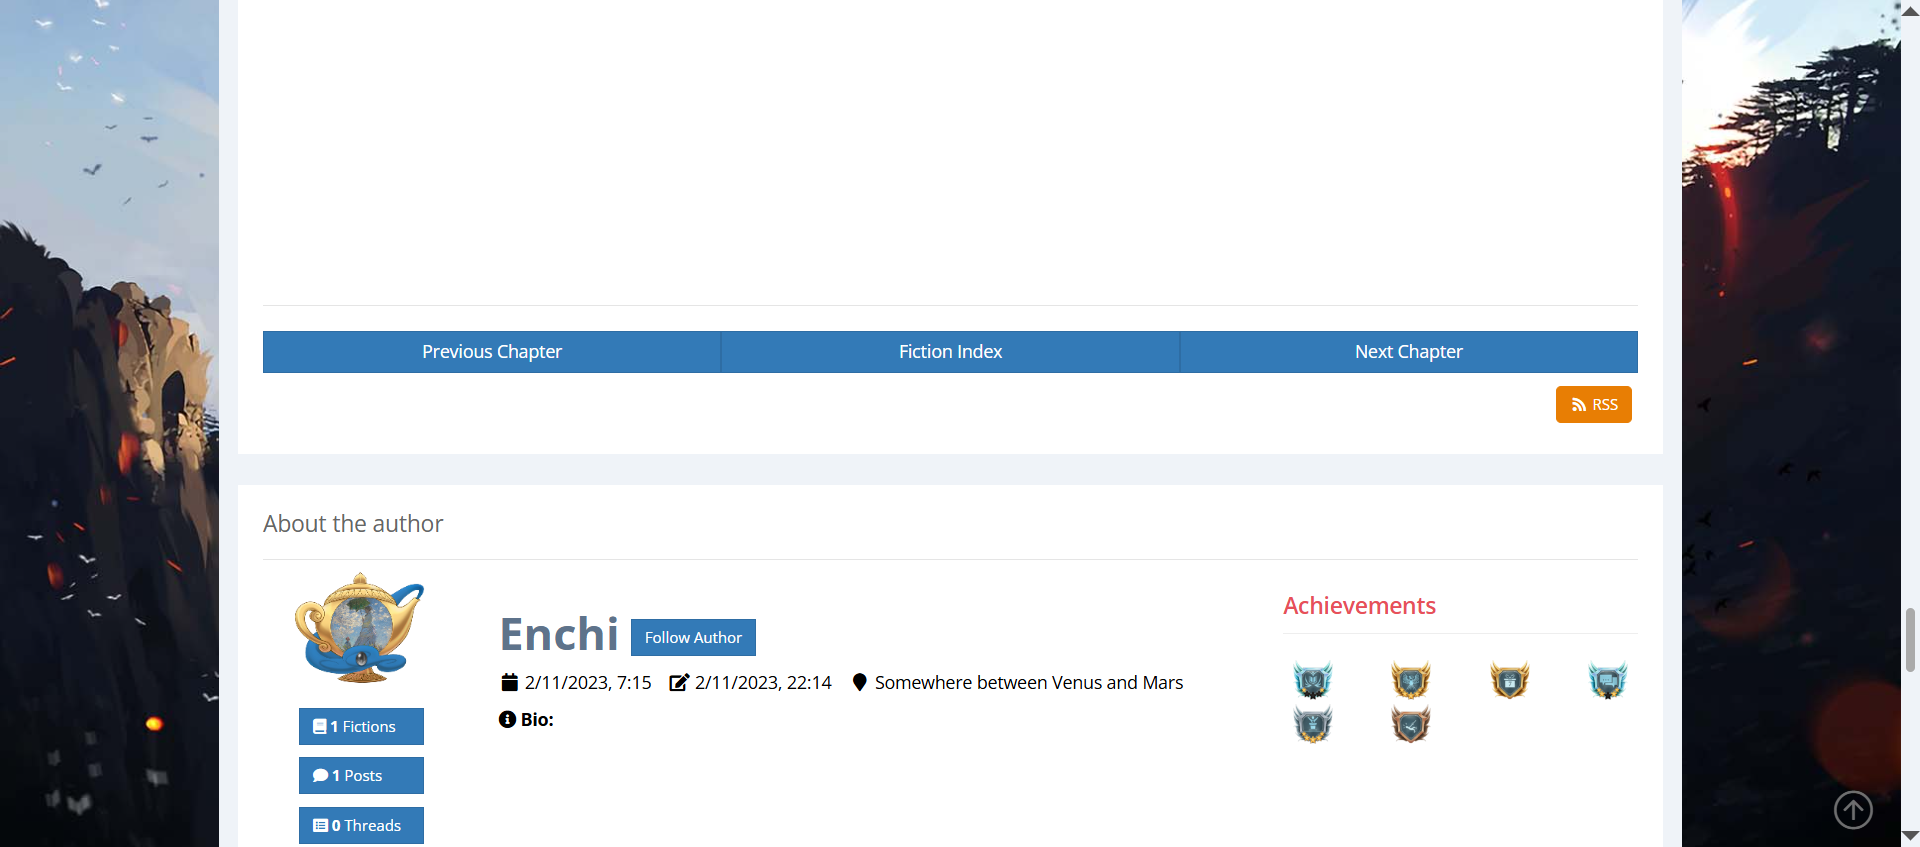 Previous Chapter
Fiction Index
Next Chapter
RSS
About the author
Enchi
Follow Author
2/11/2023, 7:15
2/11/2023, 22:14
Somewhere between Venus and Mars
Bio:
1 Fictions
1 Posts
0 Threads
Achievements